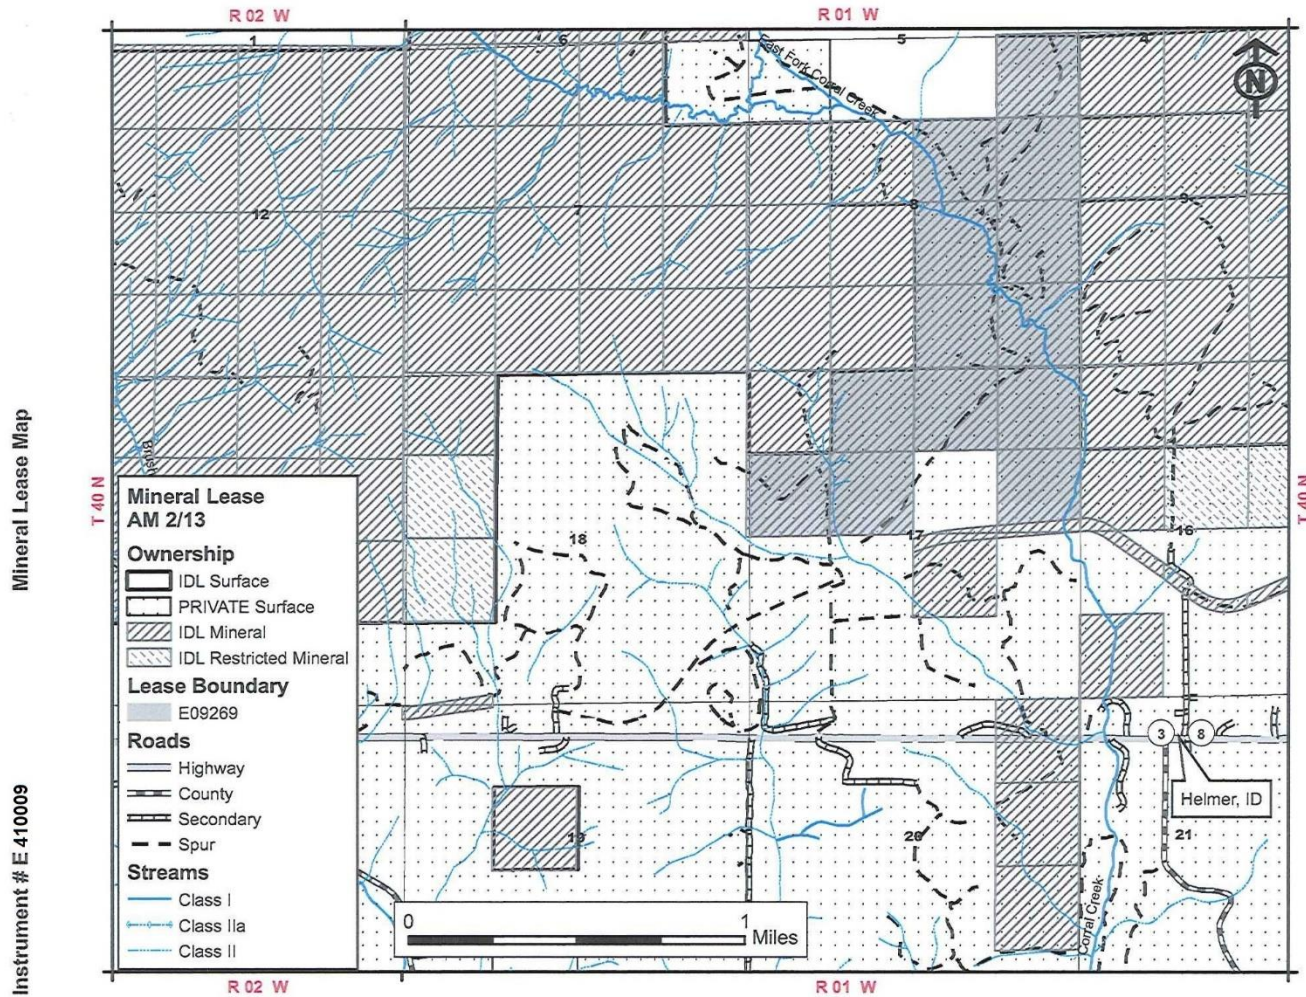 R 02 W
R 01 W
1
6
5
4
East Fork Corral Creek
N
12
7
8
9
Brush
T 40 N
T 40 N
Mineral Lease Map
Instrument # E 410009
18
17
16
Mineral Lease
AM 2/13
Ownership
IDL Surface
PRIVATE Surface
IDL Mineral
IDL Restricted Mineral
Lease Boundary
E09269
Roads
Highway
County
Secondary
Spur
Streams
Class I
Class IIa
Class II
3
8
Helmer, ID
19
20
21
Corral Creek
0
1
Miles
R 02 W
R 01 W